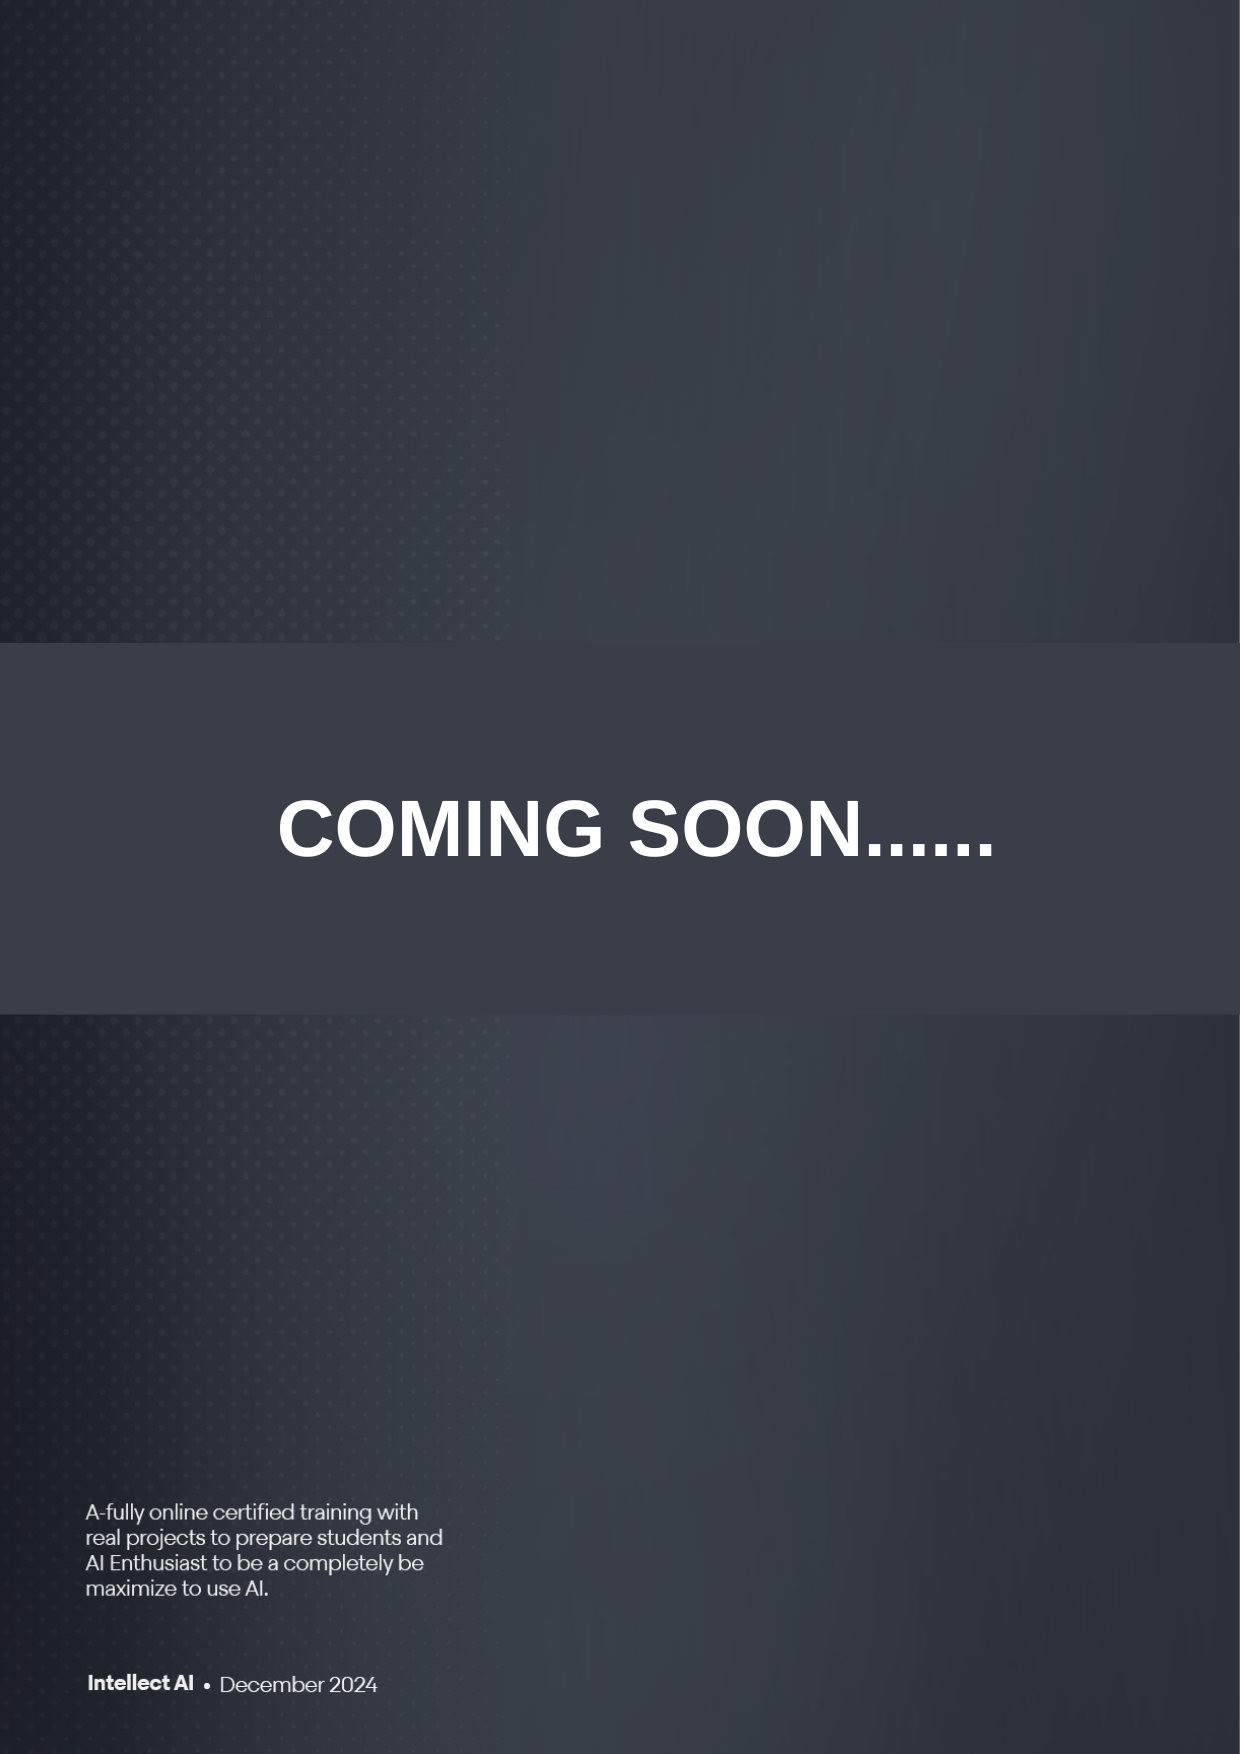 COMING SOON......
A-fully online certified training with
real projects to prepare students and
AI Enthusiast to be a completely be
maximize to use AI.
Intellect AI • December 2024